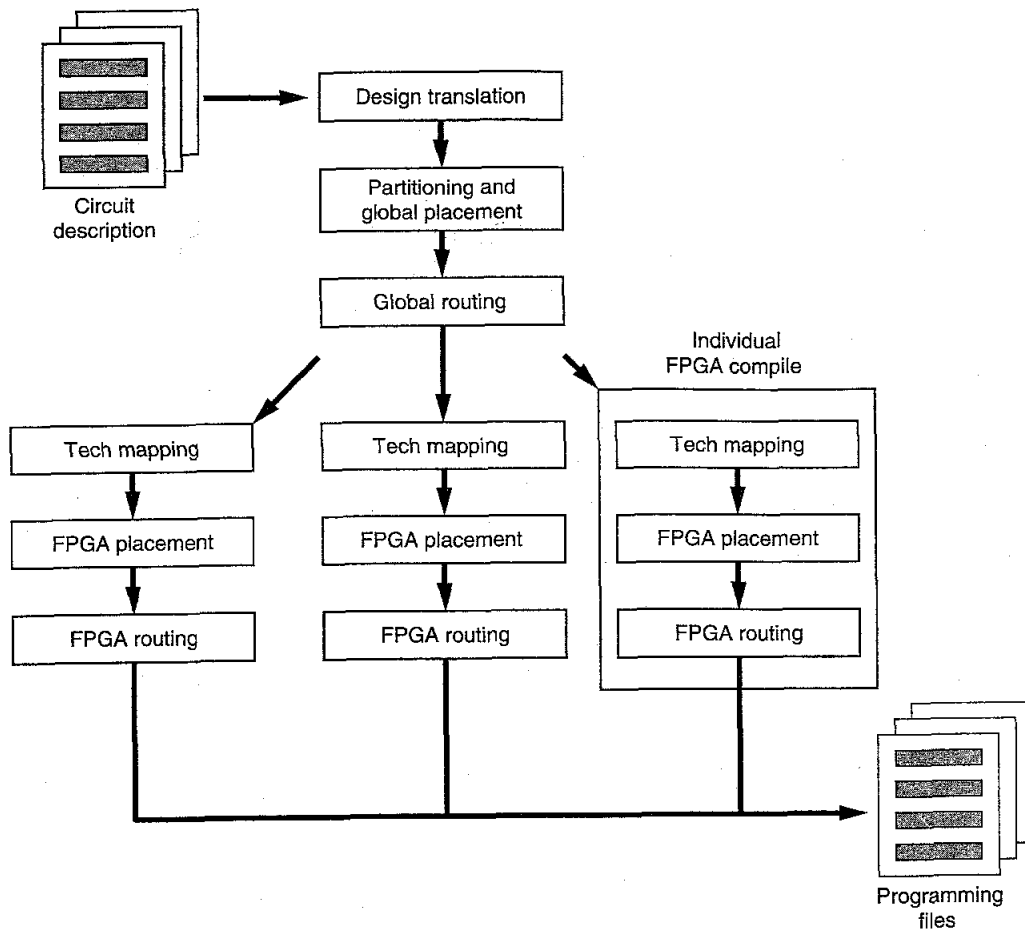 Design translation
Circuit
description
Partitioning and
global placement
Global routing
Individual
FPGA compile
Tech mapping
Tech mapping
Tech mapping
FPGA placement
FPGA placement
FPGA placement
FPGA routing
FPGA routing
FPGA routing
Programming
files